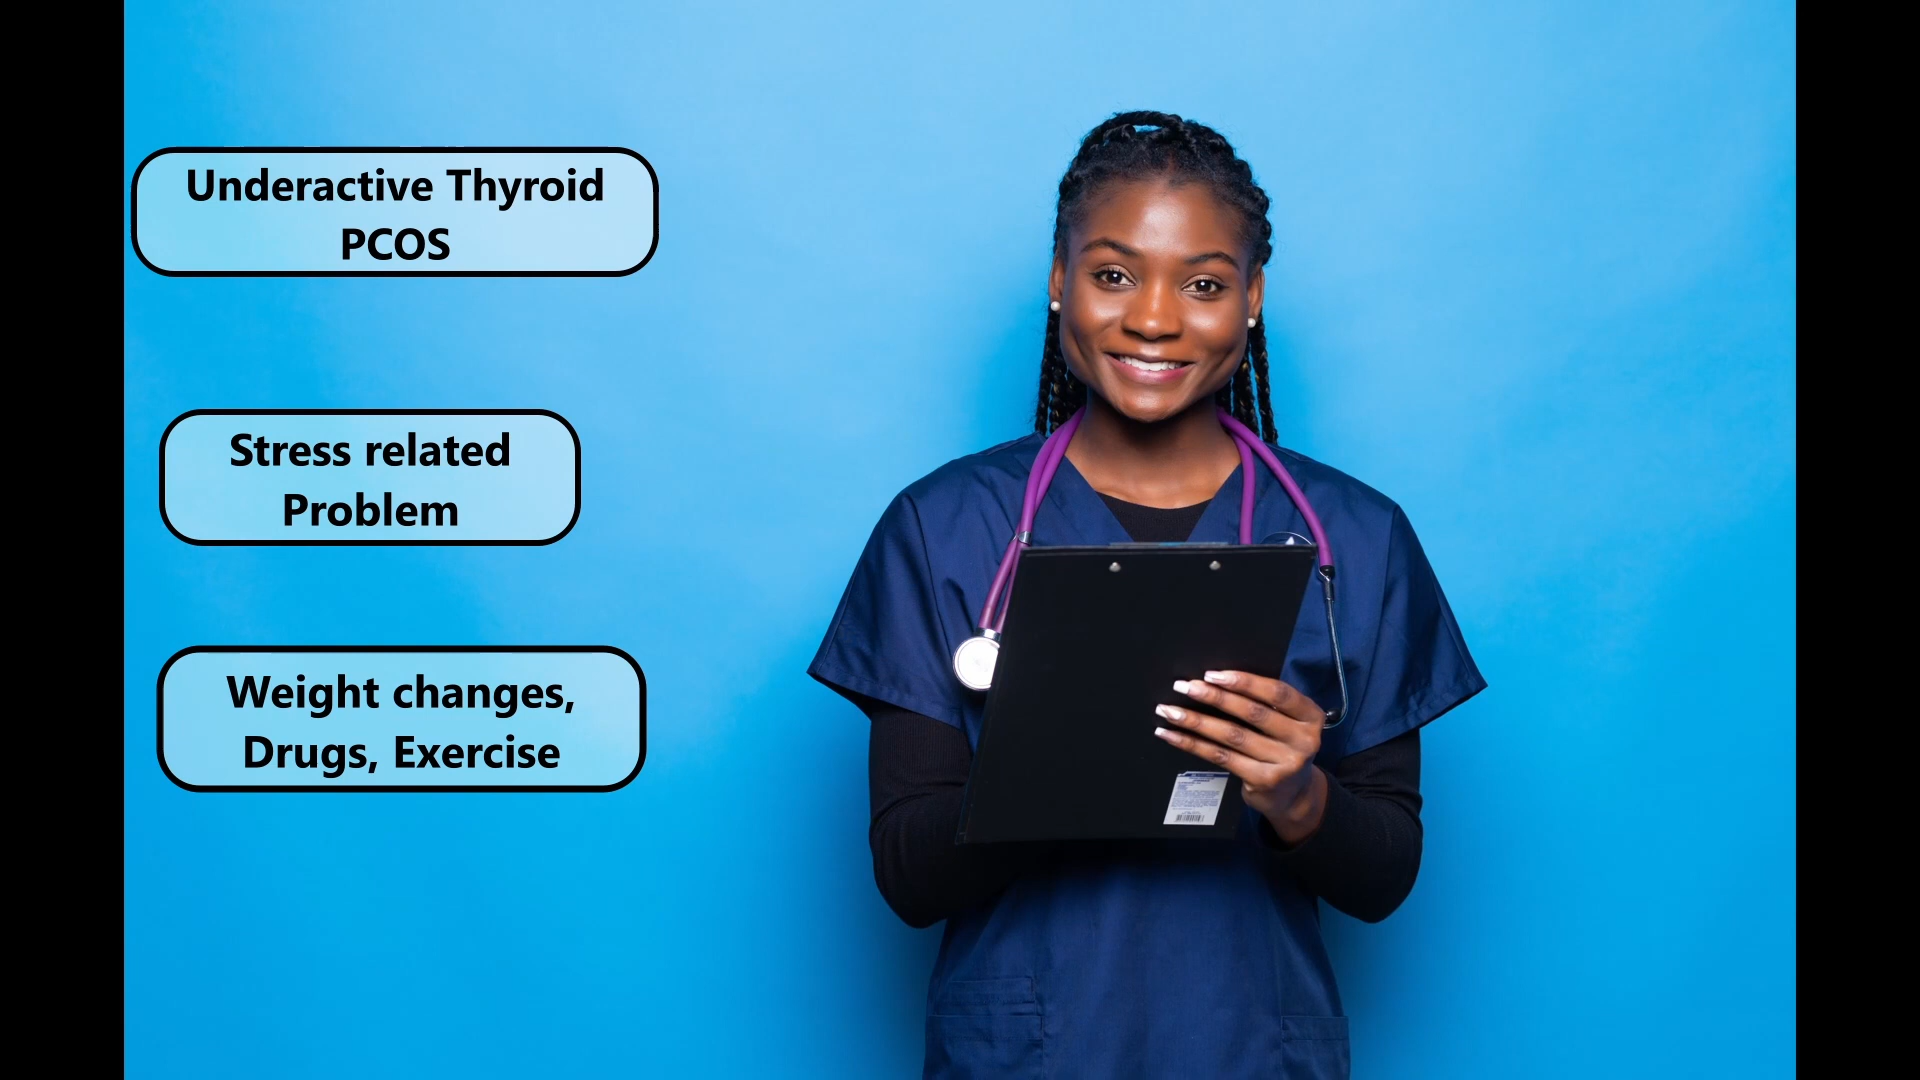 Underactive Thyroid
PCOS
Stress related
Problem
Weight changes,
Drugs, Exercise